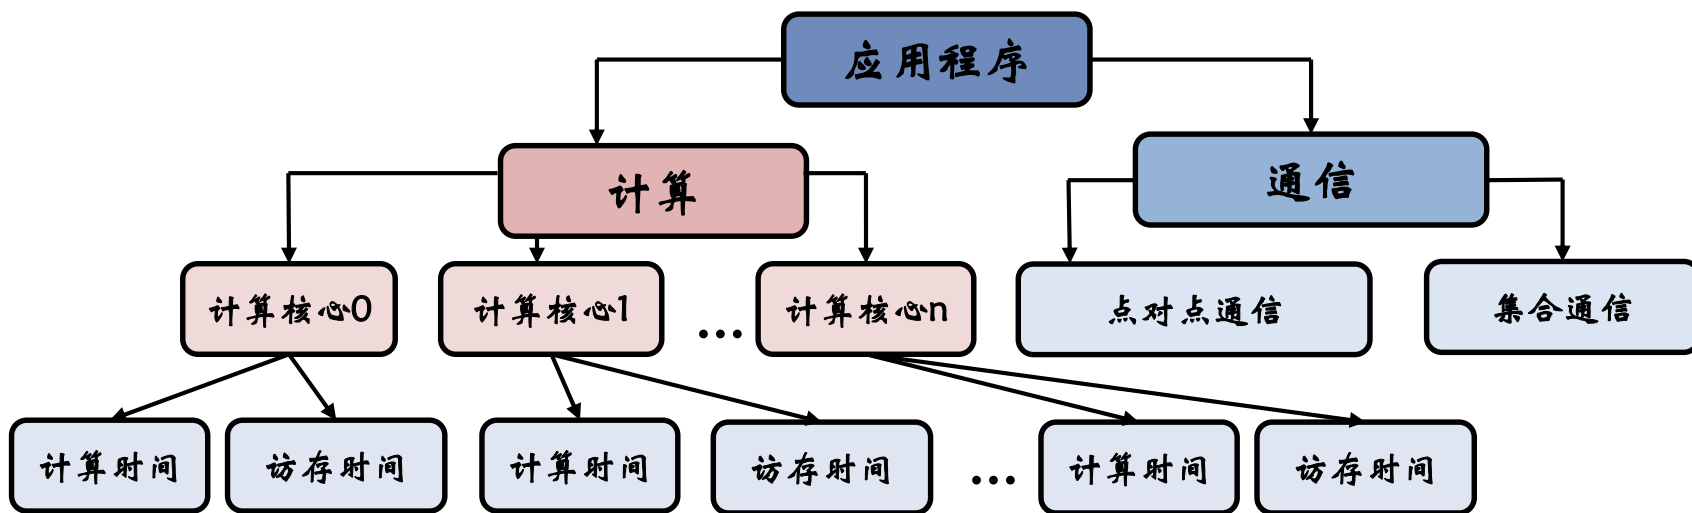 应用程序
计算
通信
计算核心0
计算核心1
...
计算核心n
点对点通信
集合通信
计算时间
访存时间
计算时间
访存时间
...
计算时间
访存时间